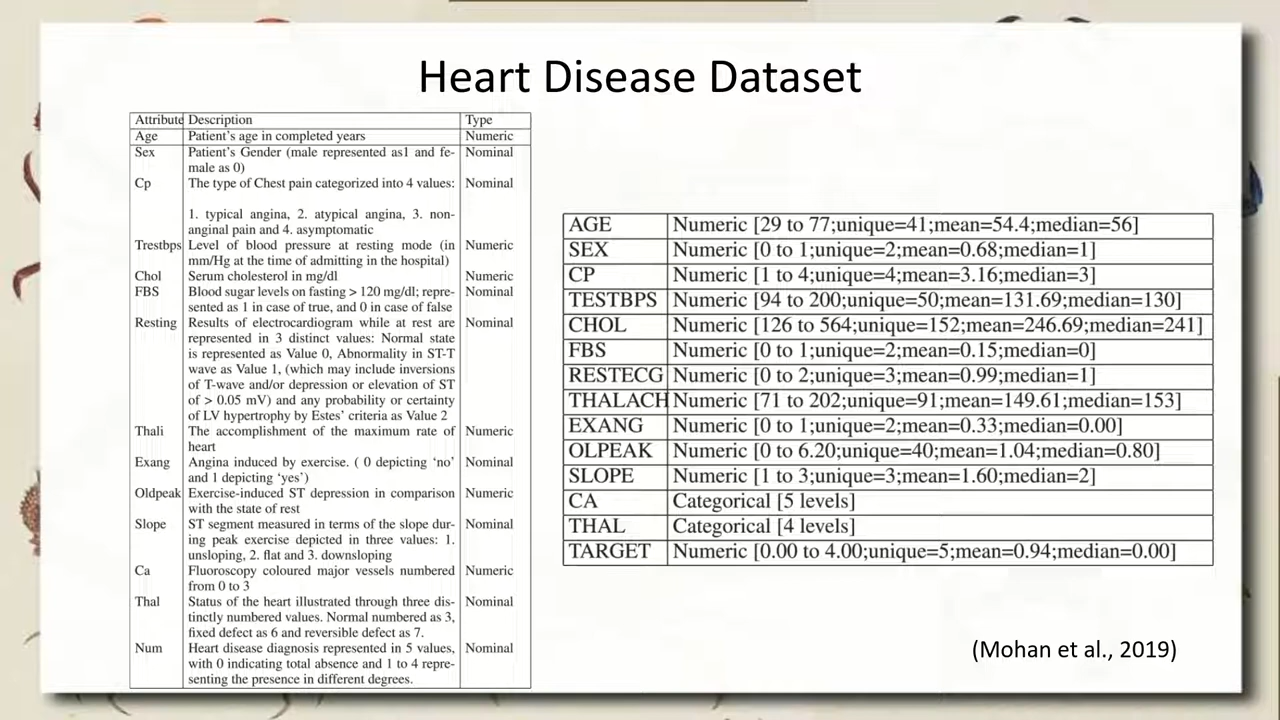 Heart Disease Dataset
Attribute Description Type
Age Patient's age in completed years Numeric
Sex Patient's Gender (male represented as1 and fe- Nominal
male as 0)
Cp The type of Chest pain categorized into 4 values: Nominal
1. typical angina, 2. atypical angina, 3. non-
anginal pain and 4. asymptomatic
Trestbps Level of blood pressure at resting mode (in Numeric
mm/Hg at the time of admitting in the hospital)
Chol Serum cholesterol in mg/dl Numeric
FBS Blood sugar levels on fasting > 120 mg/dl; repre- Nominal
sented as 1 in case of true, and 0 in case of false
Resting Results of electrocardiogram while at rest are Nominal
represented in 3 distinct values: Normal state
is represented as Value 0, Abnormality in ST-T
wave as Value 1, (which may include inversions
of T-wave and/or depression or elevation of ST
of > 0.05 mV) and any probability or certainty
of LV hypertrophy by Estes' criteria as Value 2
Thali The accomplishment of the maximum rate of Numeric
heart
Exang Angina induced by exercise. ( 0 depicting 'no' Nominal
and 1 depicting 'yes')
Oldpeak Exercise-induced ST depression in comparison Numeric
with the state of rest
Slope ST segment measured in terms of the slope dur- Nominal
ing peak exercise depicted in three values: 1.
unsloping, 2. flat and 3. downsloping
Ca Fluoroscopy coloured major vessels numbered Numeric
from 0 to 3
Thal Status of the heart illustrated through three dis- Nominal
tinctly numbered values. Normal numbered as 3,
fixed defect as 6 and reversible defect as 7.
Num Heart disease diagnosis represented in 5 values, Nominal
with 0 indicating total absence and 1 to 4 repre-
senting the presence in different degrees.
AGE Numeric [29 to 77;unique=41;mean=54.4;median=56]
SEX Numeric [0 to 1;unique=2;mean=0.68;median=1]
CP Numeric [1 to 4;unique=4;mean=3.16;median=3]
TESTBPS Numeric [94 to 200;unique=50;mean=131.69;median=130]
CHOL Numeric [126 to 564;unique=152;mean=246.69;median=241]
FBS Numeric [0 to 1;unique=2;mean=0.15;median=0]
RESTECG Numeric [0 to 2;unique=3;mean=0.99;median=1]
THALACH Numeric [71 to 202;unique=91;mean=149.61;median=153]
EXANG Numeric [0 to 1;unique=2;mean=0.33;median=0.00]
OLPEAK Numeric [0 to 6.20;unique=40;mean=1.04;median=0.80]
SLOPE Numeric [1 to 3;unique=3;mean=1.60;median=2]
CA Categorical [5 levels]
THAL Categorical [4 levels]
TARGET Numeric [0.00 to 4.00;unique=5;mean=0.94;median=0.00]
(Mohan et al., 2019)